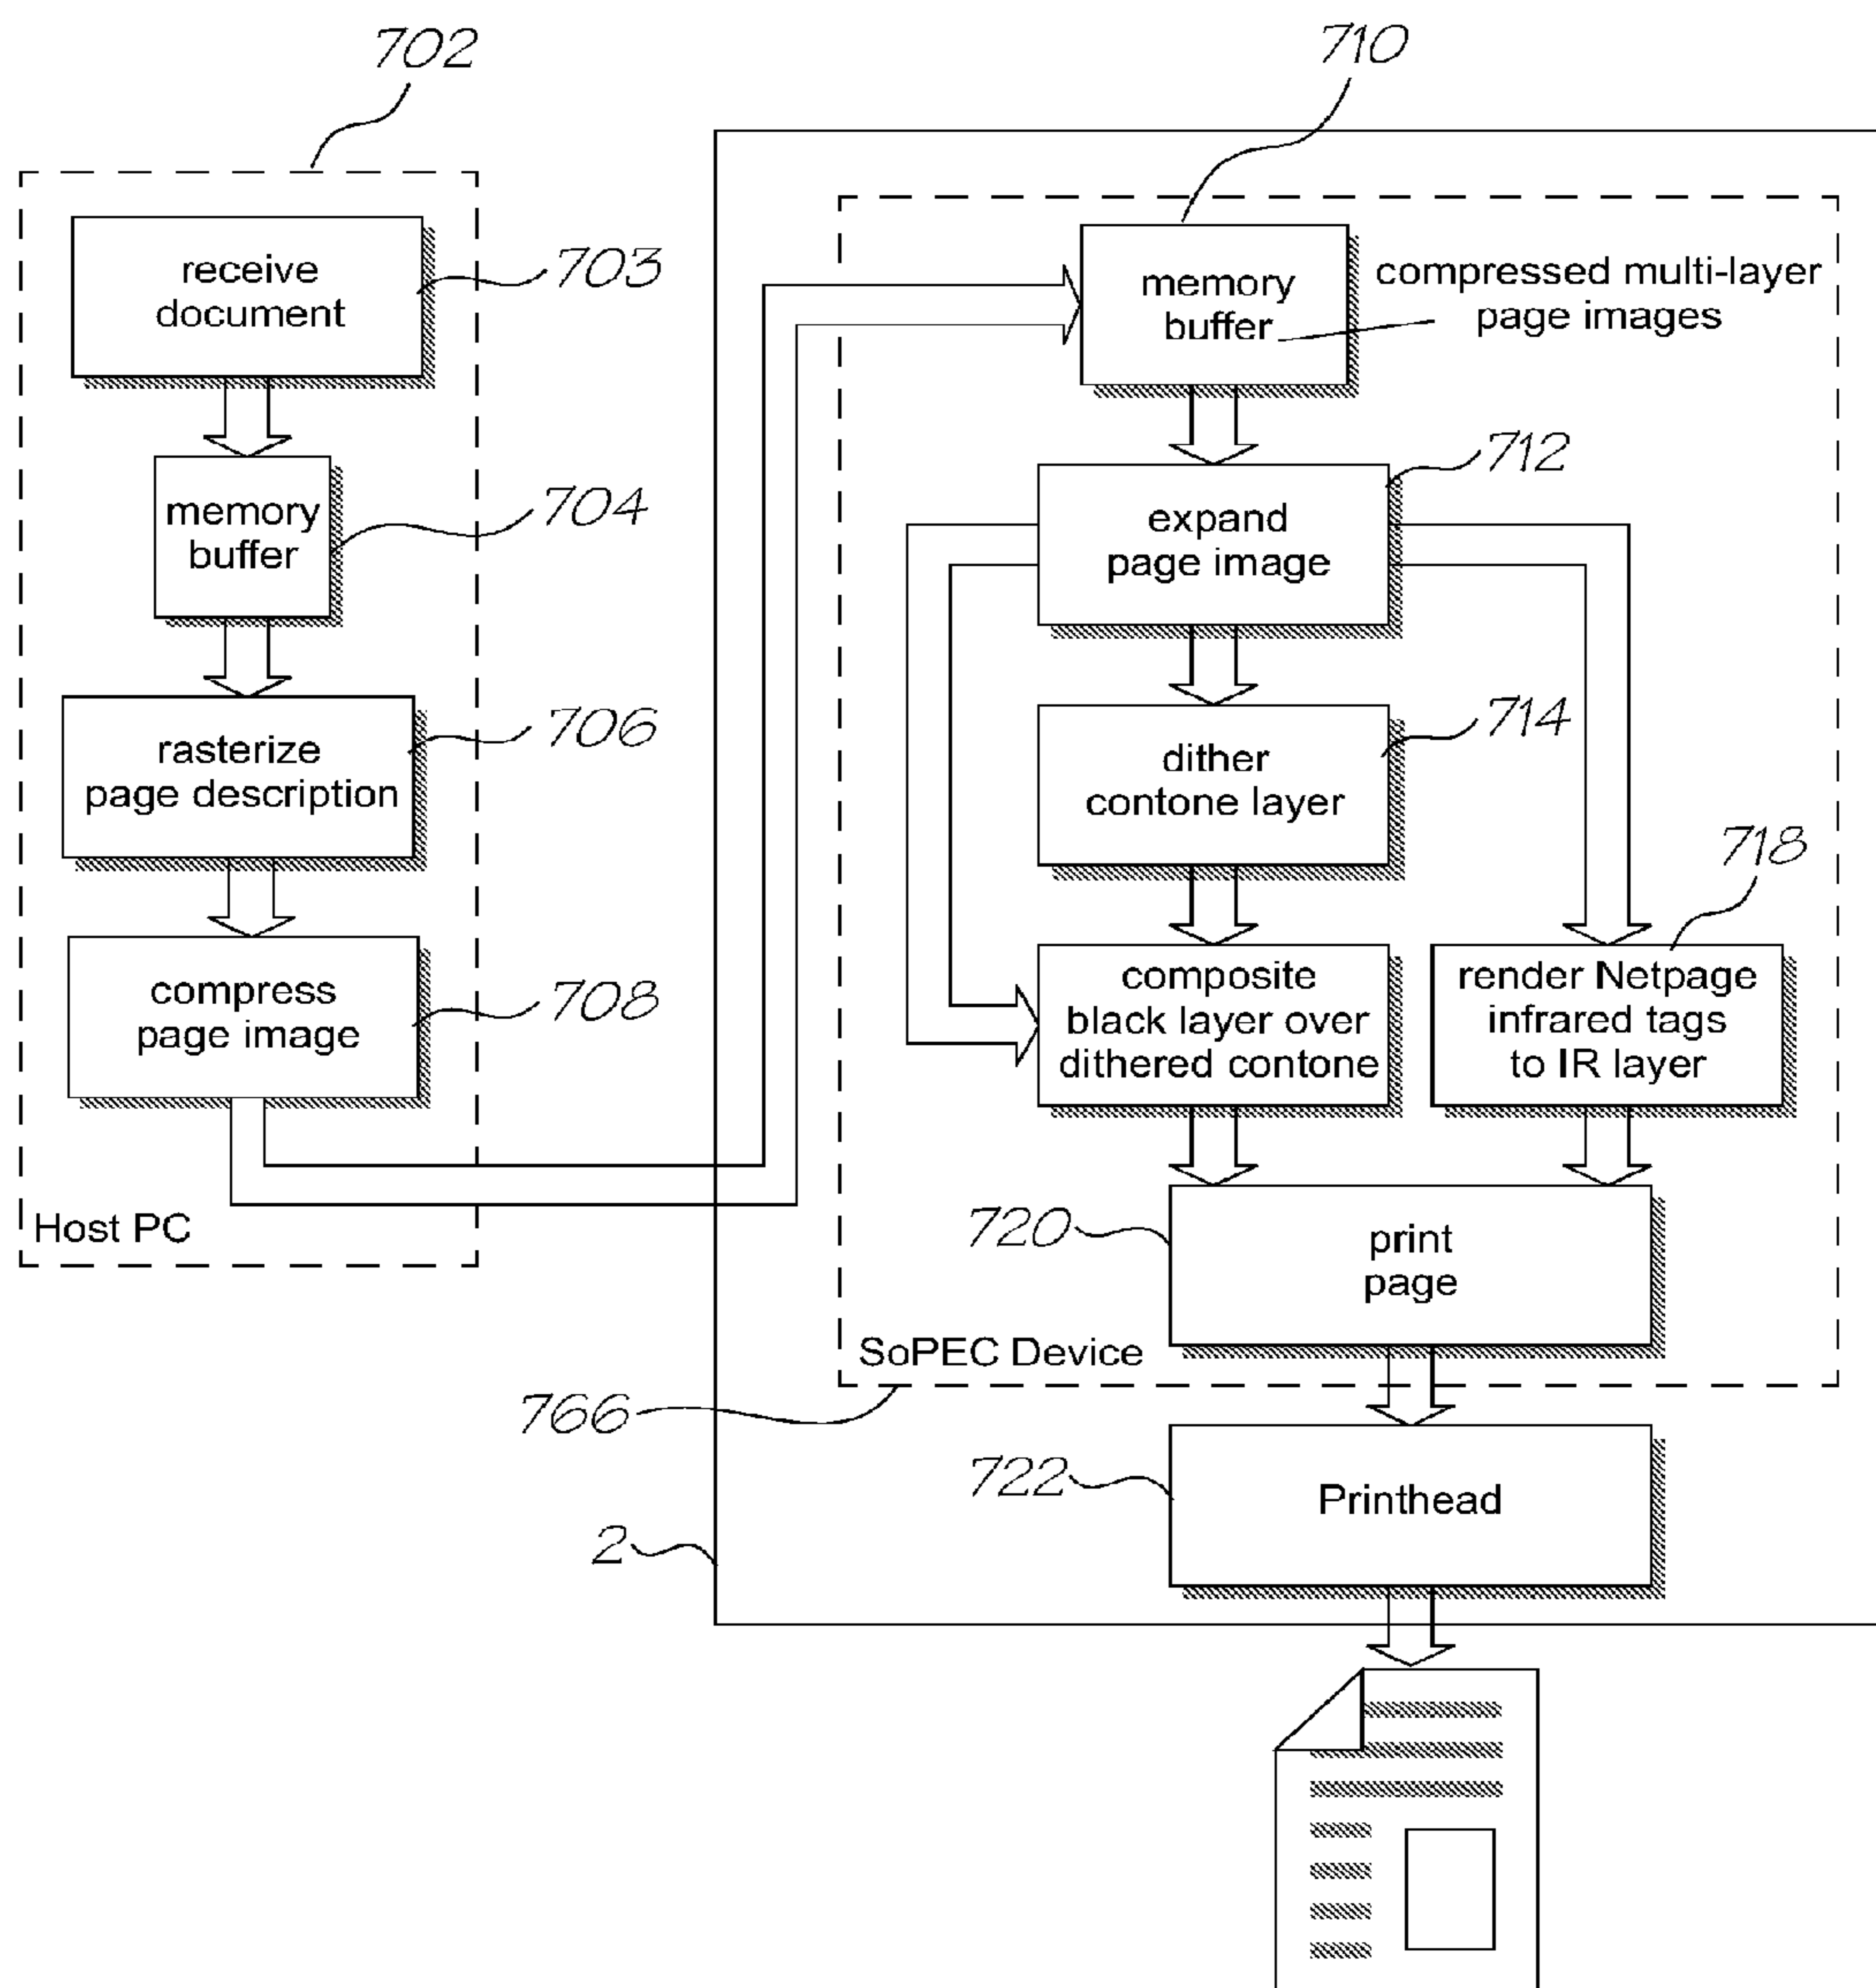 702
receive
document
703
memory
buffer
704
rasterize
page description
706
compress
page image
708
Host PC
710
memory
buffer
compressed multi-layer
page images
expand
page image
712
dither
contone layer
714
composite
black layer over
dithered contone
718
render Netpage
infrared tags
to IR layer
720
print
page
SoPEC Device
766
722
Printhead
2